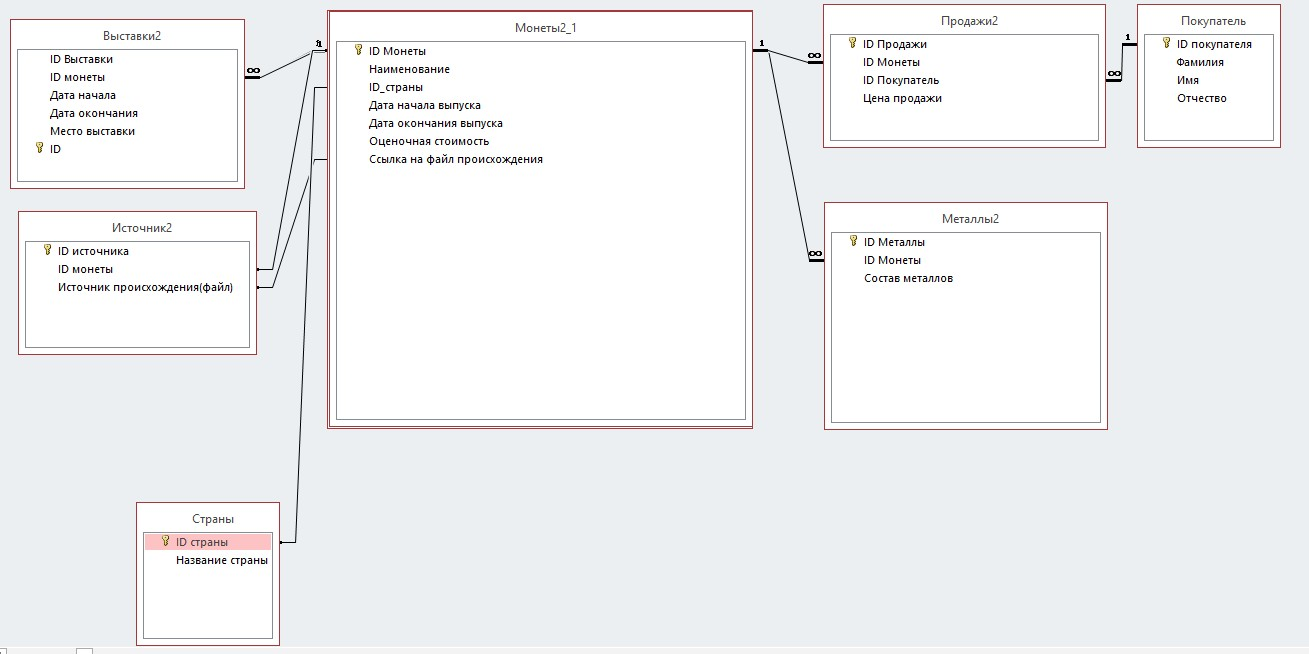 Выставки2
ID Выставки
ID монеты
Дата начала
Дата окончания
Место выставки
ID
Источник2
ID источника
ID монеты
Источник происхождения(файл)
Страны
ID страны
Название страны
Монеты2_1
ID Монеты
Наименование
ID_страны
Дата начала выпуска
Дата окончания выпуска
Оценочная стоимость
Ссылка на файл происхождения
Продажи2
ID Продажи
ID Монеты
ID Покупатель
Цена продажи
Покупатель
ID покупателя
Фамилия
Имя
Отчество
Металлы2
ID Металлы
ID Монеты
Состав металлов
∞
1
1
∞
∞
∞
1